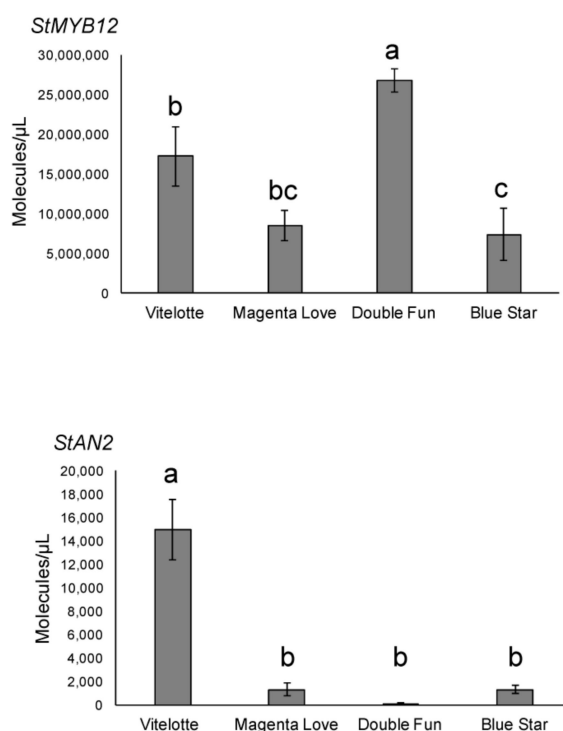 StMYB12
30,000,000
25,000,000
20,000,000
15,000,000
10,000,000
5,000,000
0
Molecules/µL
b
bc
a
c
Vitelotte Magenta Love Double Fun Blue Star
StAN2
20,000
18,000
16,000
14,000
12,000
10,000
8,000
6,000
4,000
2,000
0
Molecules/µL
a
b
b
b
Vitelotte Magenta Love Double Fun Blue Star